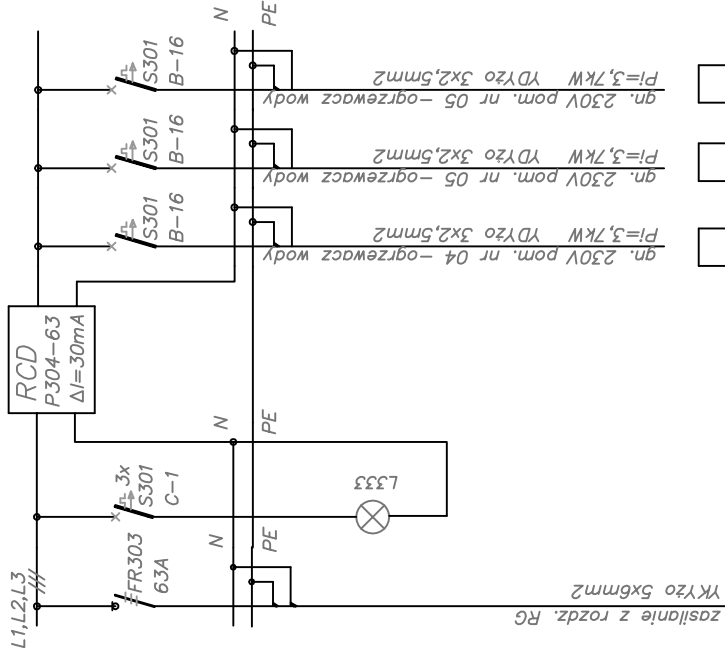 L1,L2,L3
FR303
63A
N
PE
zasilanie z rozdz. RG
YKYżo 5x6mm2
3x
S301
C-1
L333
N
PE
RCD
P304-63
ΔI=30mA
S301
B-16
gn. 230V pom. nr 04 -ogrzewacz wody
Pi=3,7kW YDYżo 3x2,5mm2
S301
B-16
gn. 230V pom. nr 05 -ogrzewacz wody
Pi=3,7kW YDYżo 3x2,5mm2
S301
B-16
gn. 230V pom. nr 05 -ogrzewacz wody
Pi=3,7kW YDYżo 3x2,5mm2
N
PE